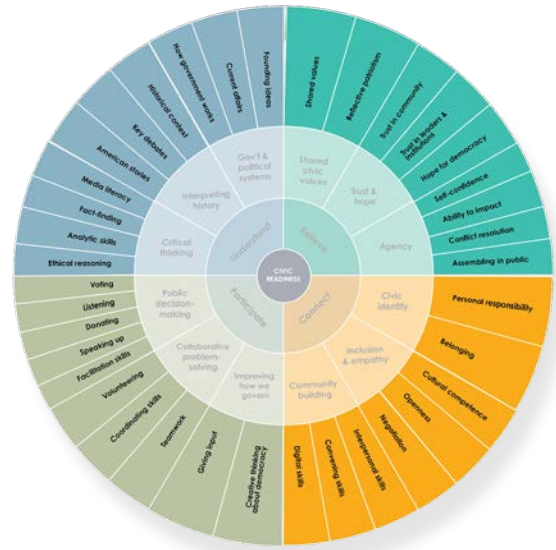 Founding ideas
Current affairs
How government works
Historical context
Key debates
American stories
Media literacy
Fact-finding
Analytic skills
Ethical reasoning
Shared values
Reflective patriotism
Trust in community
Trust in leaders &
institutions
Hope for democracy
Self-confidence
Ability to impact
Conflict resolution
Assembling in public
Personal responsibility
Belonging
Cultural competence
Openness
Negotiation
Interpersonal skills
Convening skills
Digital skills
Creative thinking
about democracy
Giving input
Teamwork
Coordinating skills
Volunteering
Facilitation skills
Speaking up
Donating
Listening
Voting
Gov't &
political
systems
Interpreting
history
Critical
thinking
Shared
civic
values
Trust &
hope
Agency
Civic
identity
Inclusion
& empathy
Community
building
Improving
how we
govern
Collaborative
problem-
solving
Public
decision-
making
Understand
Believe
Connect
Participate
CIVIC
READINESS